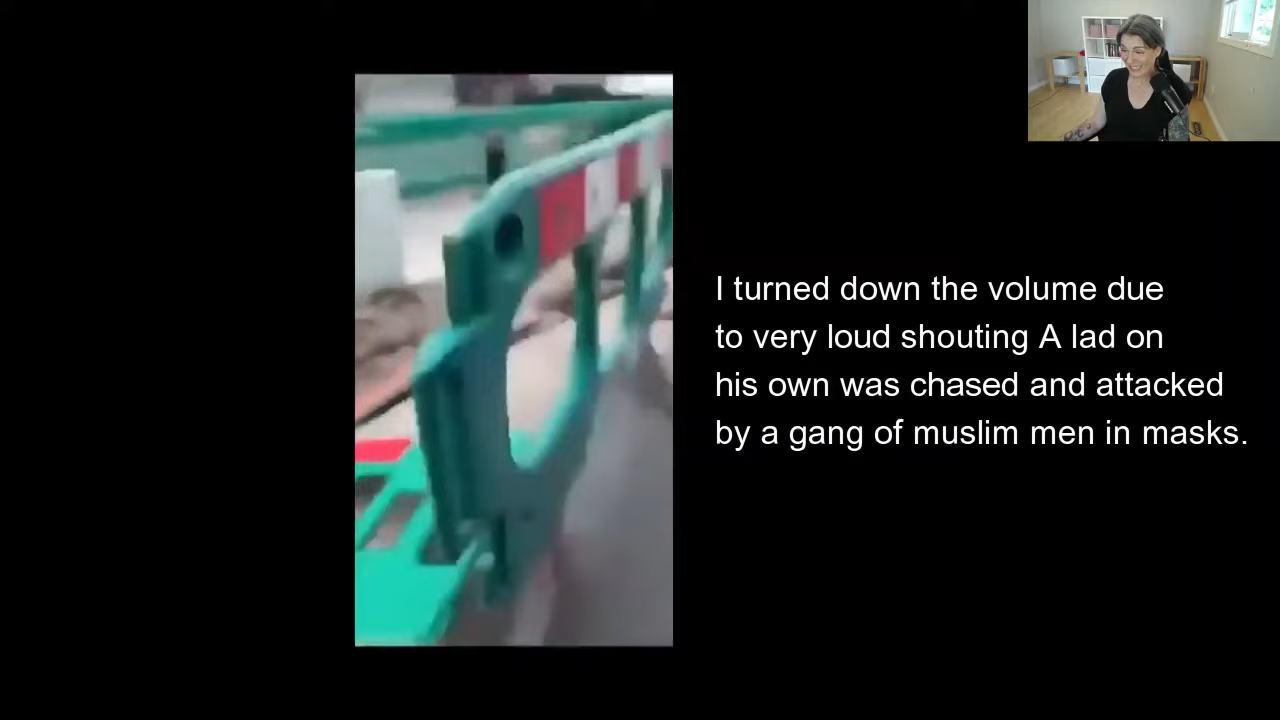 I turned down the volume due
to very loud shouting A lad on
his own was chased and attacked
by a gang of muslim men in masks.